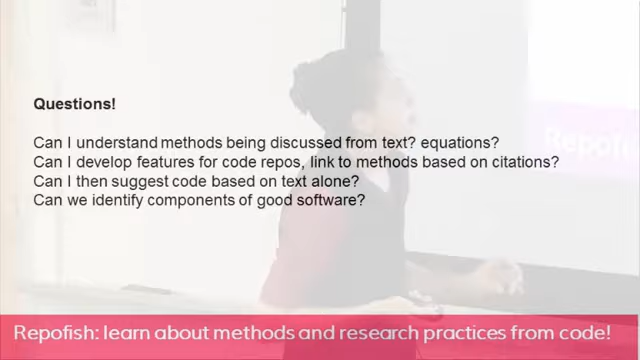 Questions!
Can I understand methods being discussed from text? equations?
Can I develop features for code repos, link to methods based on citations?
Can I then suggest code based on text alone?
Can we identify components of good software?
Repofish
Repofish: learn about methods and research practices from code!